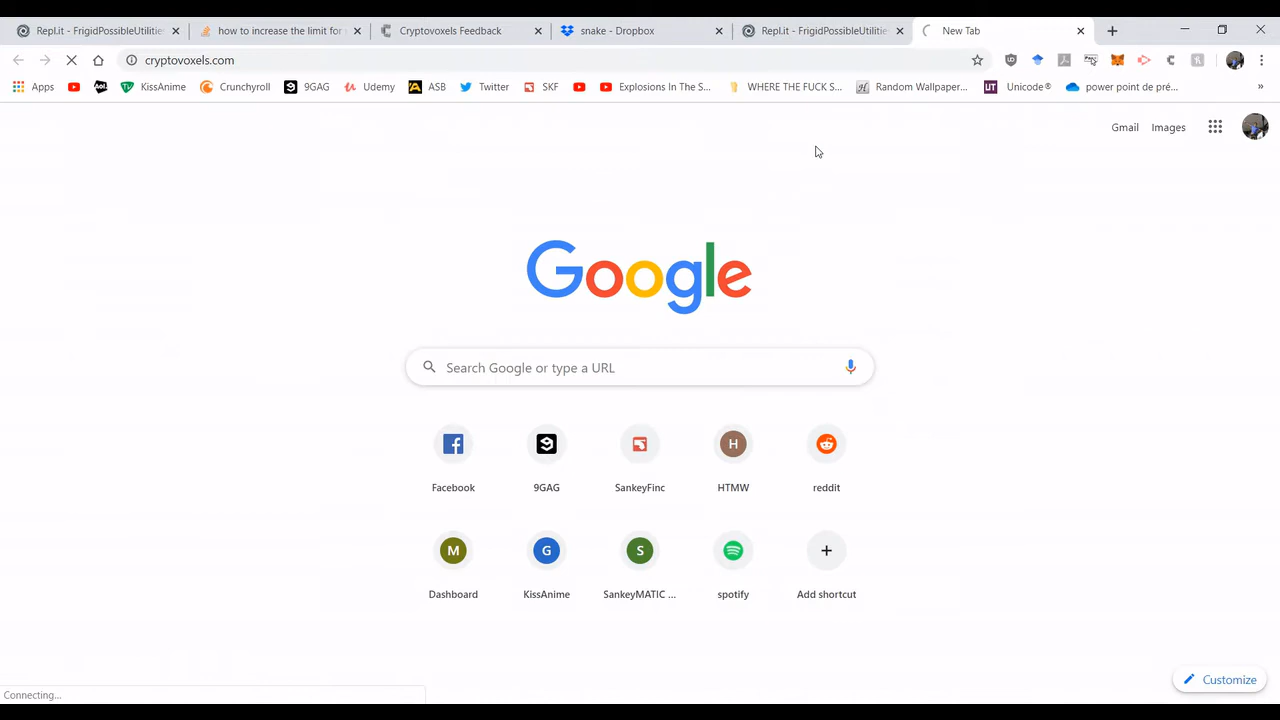 Repl.it - FrigidPossibleUtilitie
how to increase the limit for
Cryptovoxels Feedback
snake - Dropbox
Repl.it - FrigidPossibleUtilitie
New Tab
cryptovoxels.com
Apps
Aol.
KissAnime
Crunchyroll
9GAG
Udemy
ASB
Twitter
SKF
Explosions In The S...
WHERE THE FUCK S...
Random Wallpaper...
UT
Unicode®
power point de pré...
»
Gmail
Images
Google
Search Google or type a URL
H
Facebook
9GAG
SankeyFinc
HTMW
reddit
M
G
S
Dashboard
KissAnime
SankeyMATIC ...
spotify
Add shortcut
Customize
Connecting...